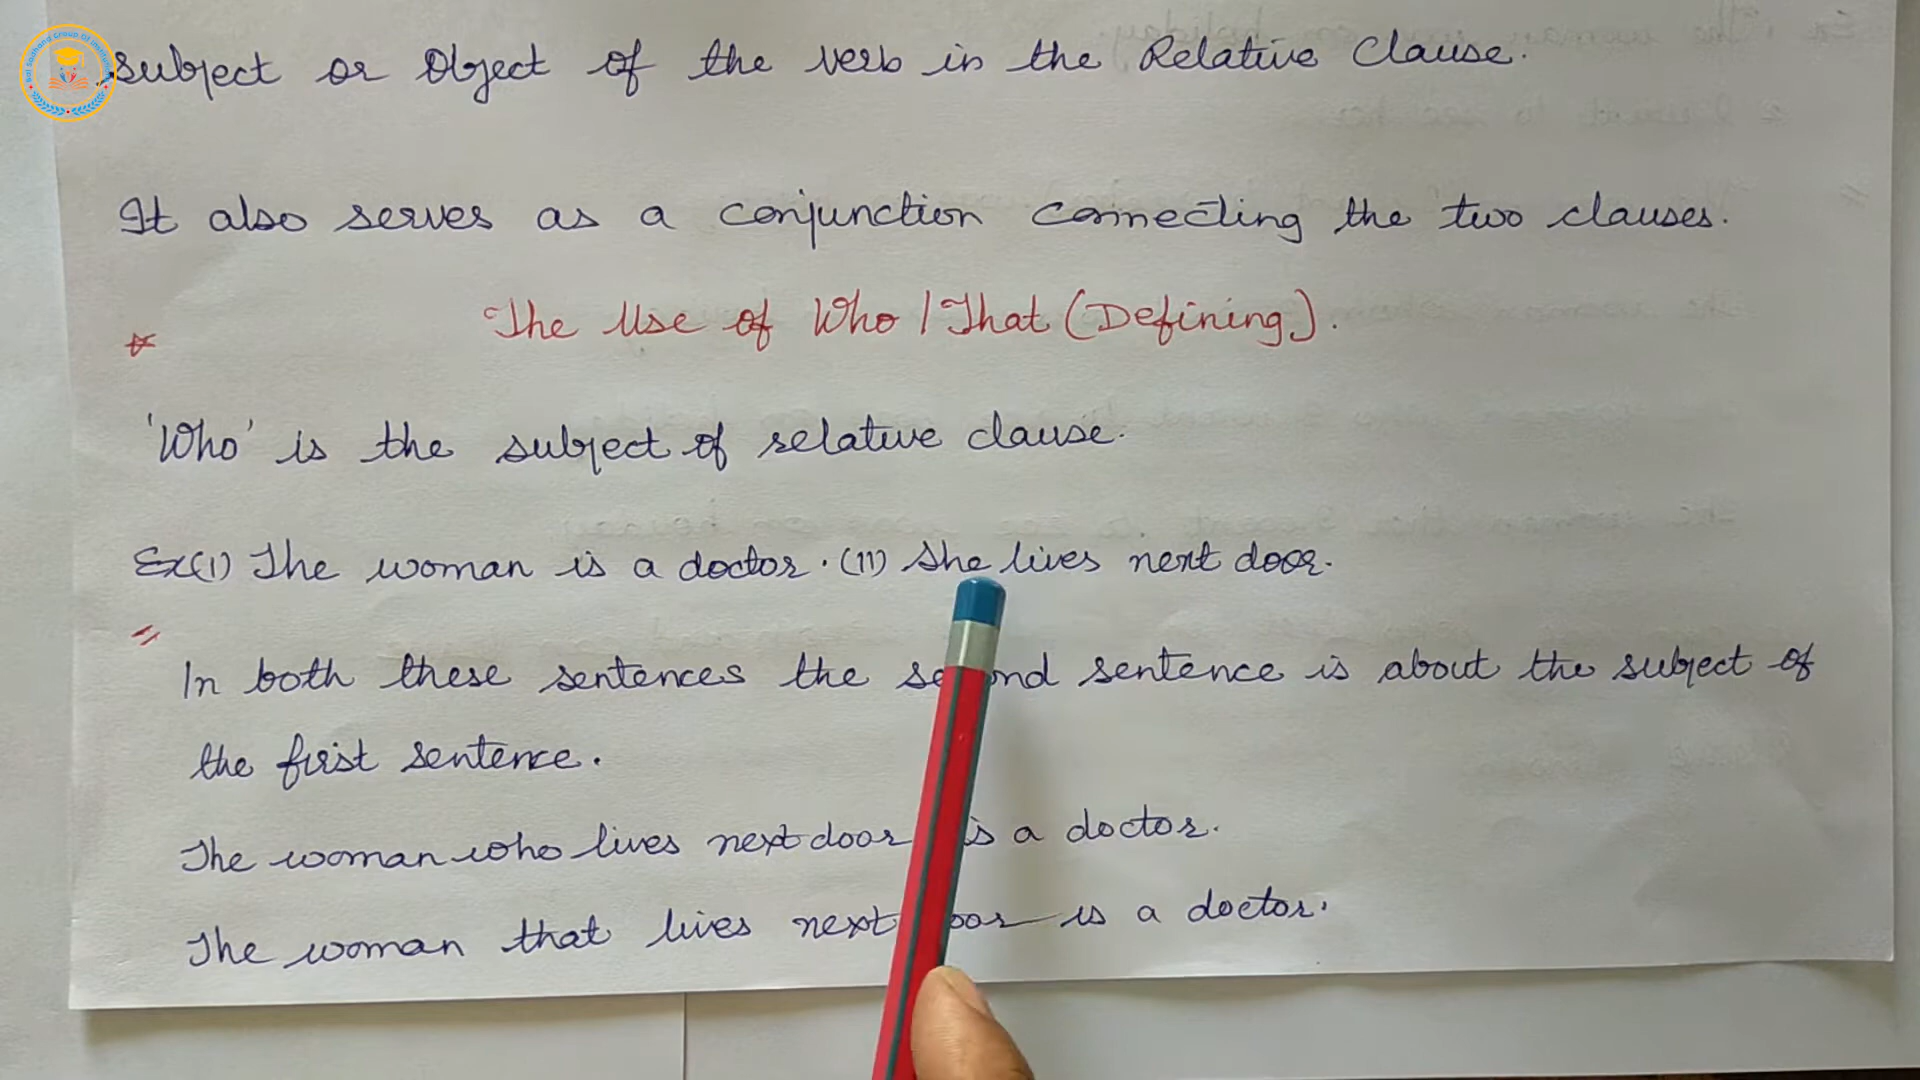 Subject or Object of the verb in the Relative Clause.
It also serves as a conjunction connecting the two clauses.
The Use of Who / That (Defining).
'Who' is the subject of relative clause.
Ex (I) The woman is a doctor. (II) She lives next door.
In both these sentences the second sentence is about the subject of
the first sentence.
The woman who lives next door is a doctor.
The woman that lives next door is a doctor.